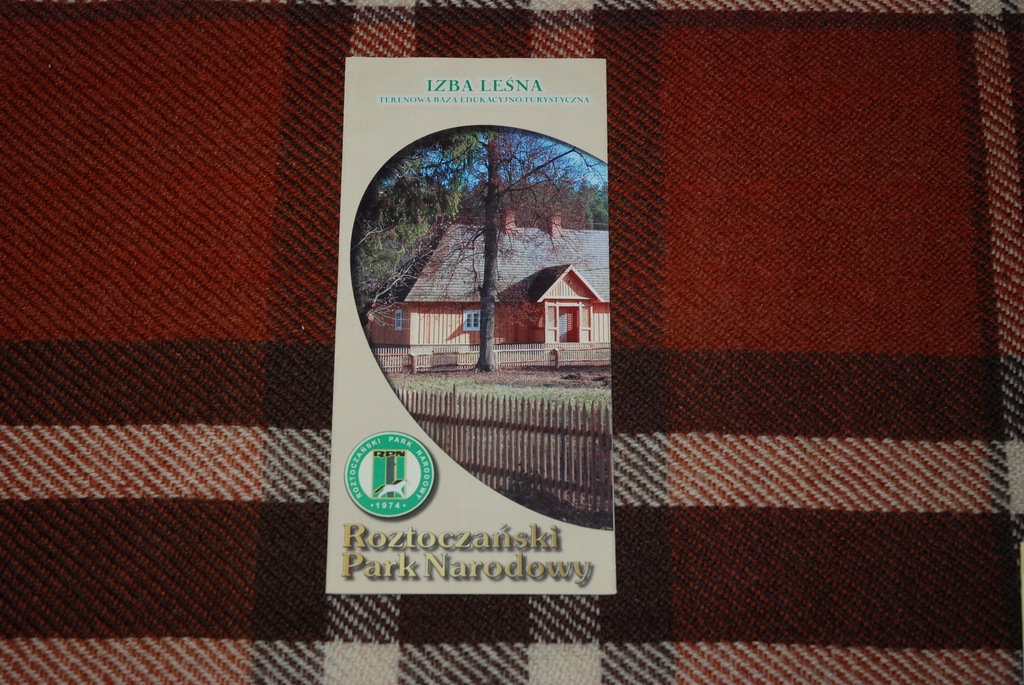 IZBA LEŚNA
TERENOWA BAZA EDUKACYJNO-TURYSTYCZNA
ROZTOCZAŃSKI PARK NARODOWY
RPN
• 1974 •
Roztoczański
Park Narodowy